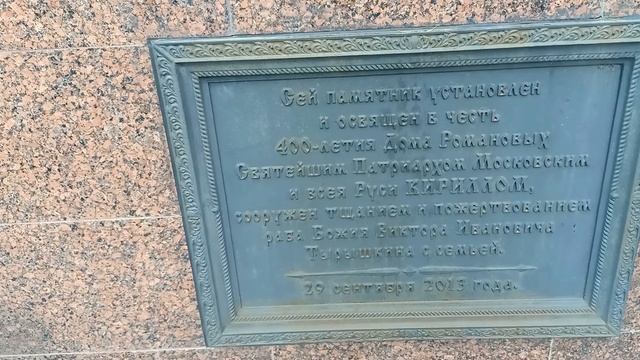 Сей памятник установлен
и освящен в честь
400-летия Дома Романовых
Святейшим Патриархом Московским
и всея Руси КИРИЛЛОМ,
сооружен тщанием и пожертвованием
раба Божия Виктора Ивановича
Тырышкина с семьей.
29 сентября 2013 года.